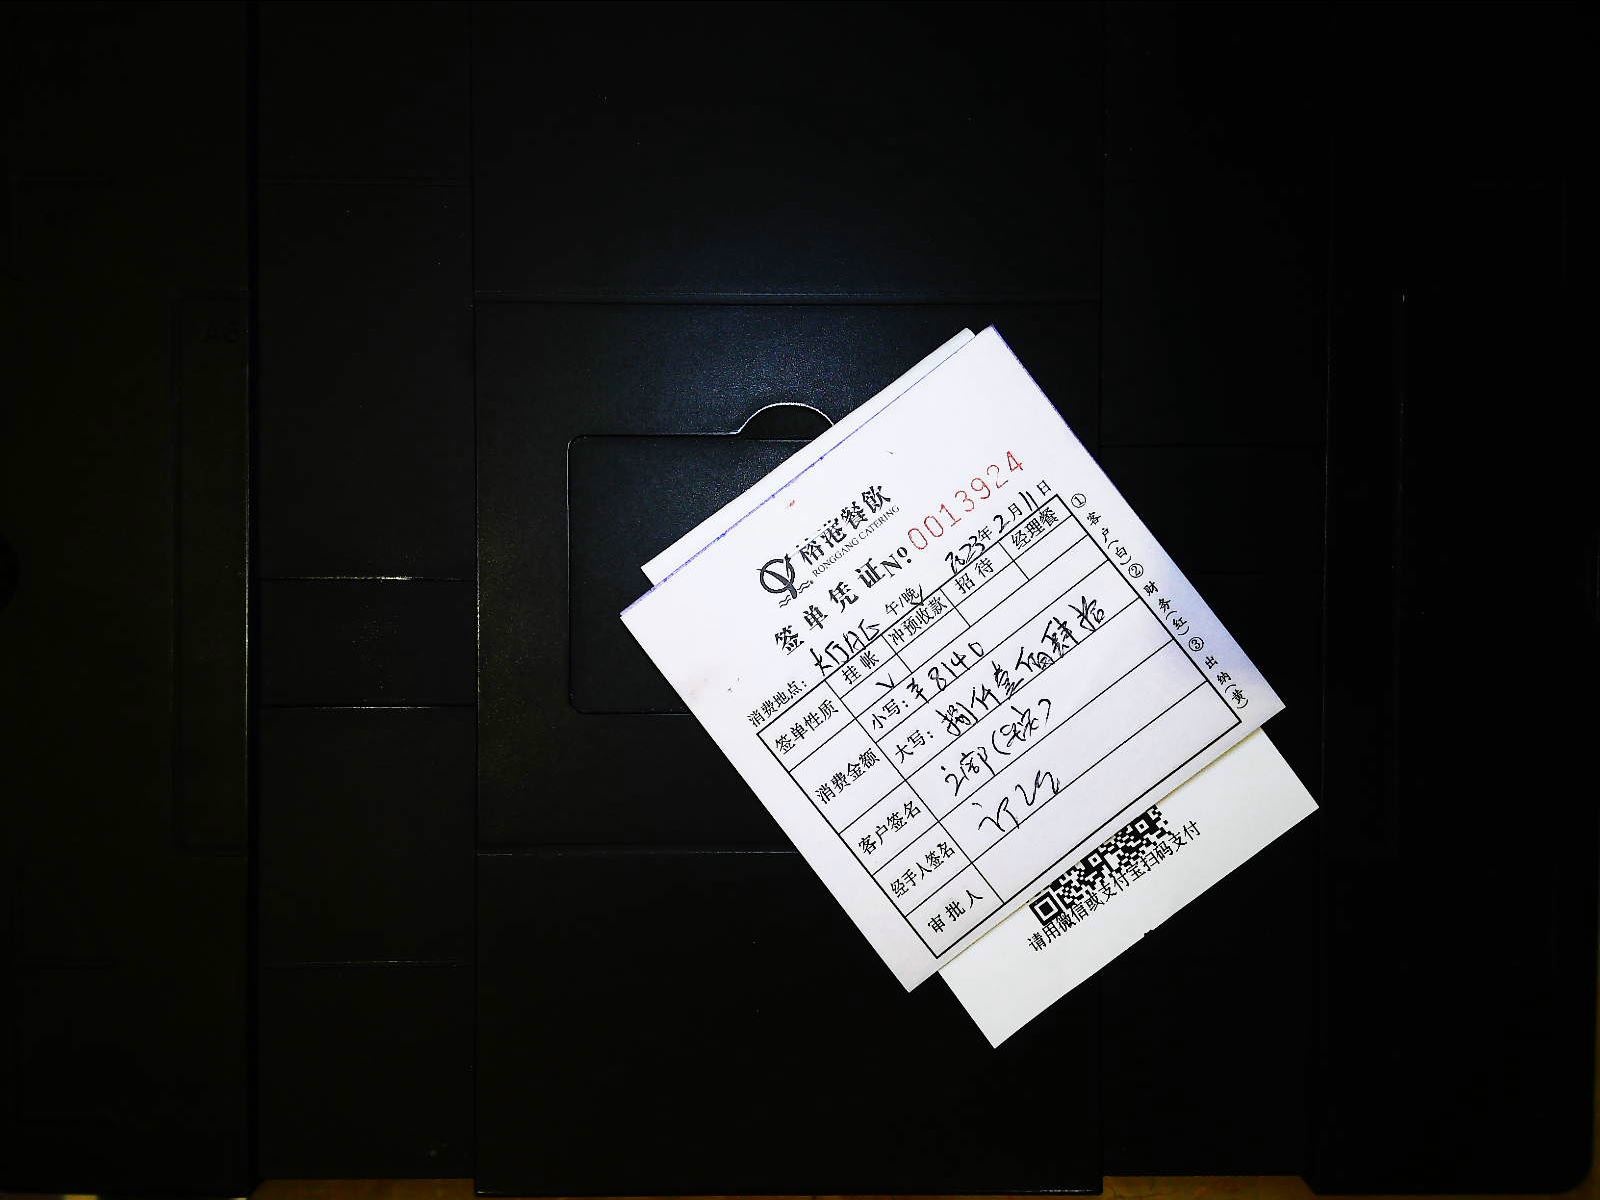 榕港餐饮
RONGGANG CATERING
签单凭证 Nº 0013924
消费地点: 午/晚 2023年2月11日
签单性质 挂帐 冲预收款 招待 经理餐
√
消费金额 小写: ¥8140
大写: 捌仟壹佰肆拾
客户签名
经手人签名
审批人
①客户(白)②财务(红)③出纳(黄)
请用微信或支付宝扫码支付